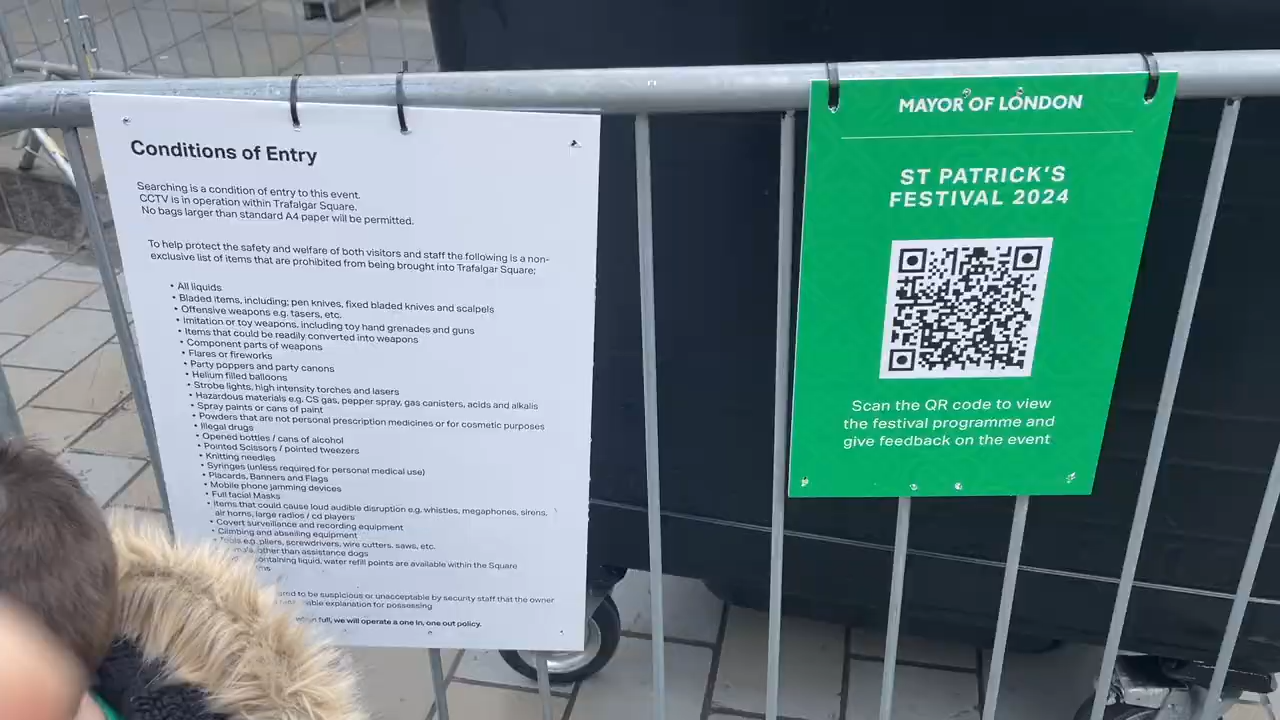 Conditions of Entry
Searching is a condition of entry to this event.
CCTV is in operation within Trafalgar Square.
No bags larger than standard A4 paper will be permitted.
To help protect the safety and welfare of both visitors and staff the following is a non-
exclusive list of items that are prohibited from being brought into Trafalgar Square:
• All liquids
• Bladed items, including; pen knives, fixed bladed knives and scalpels
• Offensive weapons e.g. tasers, etc.
• Imitation or toy weapons, including toy hand grenades and guns
• Items that could be readily converted into weapons
• Component parts of weapons
• Flares or fireworks
• Party poppers and party canons
• Helium filled balloons
• Strobe lights, high intensity torches and lasers
• Hazardous materials e.g. CS gas, pepper spray, gas canisters, acids and alkalis
• Spray paints or cans of paint
• Powders that are not personal prescription medicines or for cosmetic purposes
• Illegal drugs
• Opened bottles / cans of alcohol
• Pointed Scissors / pointed tweezers
• Knitting needles
• Syringes (unless required for personal medical use)
• Placards, Banners and Flags
• Mobile phone jamming devices
• Full facial Masks
• Items that could cause loud audible disruption e.g. whistles, megaphones, sirens,
air horns, large radios / cd players
• Covert surveillance and recording equipment
• Climbing and abseiling equipment
• Tools e.g. pliers, screwdrivers, wire cutters, saws, etc.
other than assistance dogs
containing liquid, water refill points are available within the Square
to be suspicious or unacceptable by security staff that the owner
explanation for possessing
full, we will operate a one in, one out policy.
MAYOR OF LONDON
ST PATRICK'S
FESTIVAL 2024
Scan the QR code to view
the festival programme and
give feedback on the event